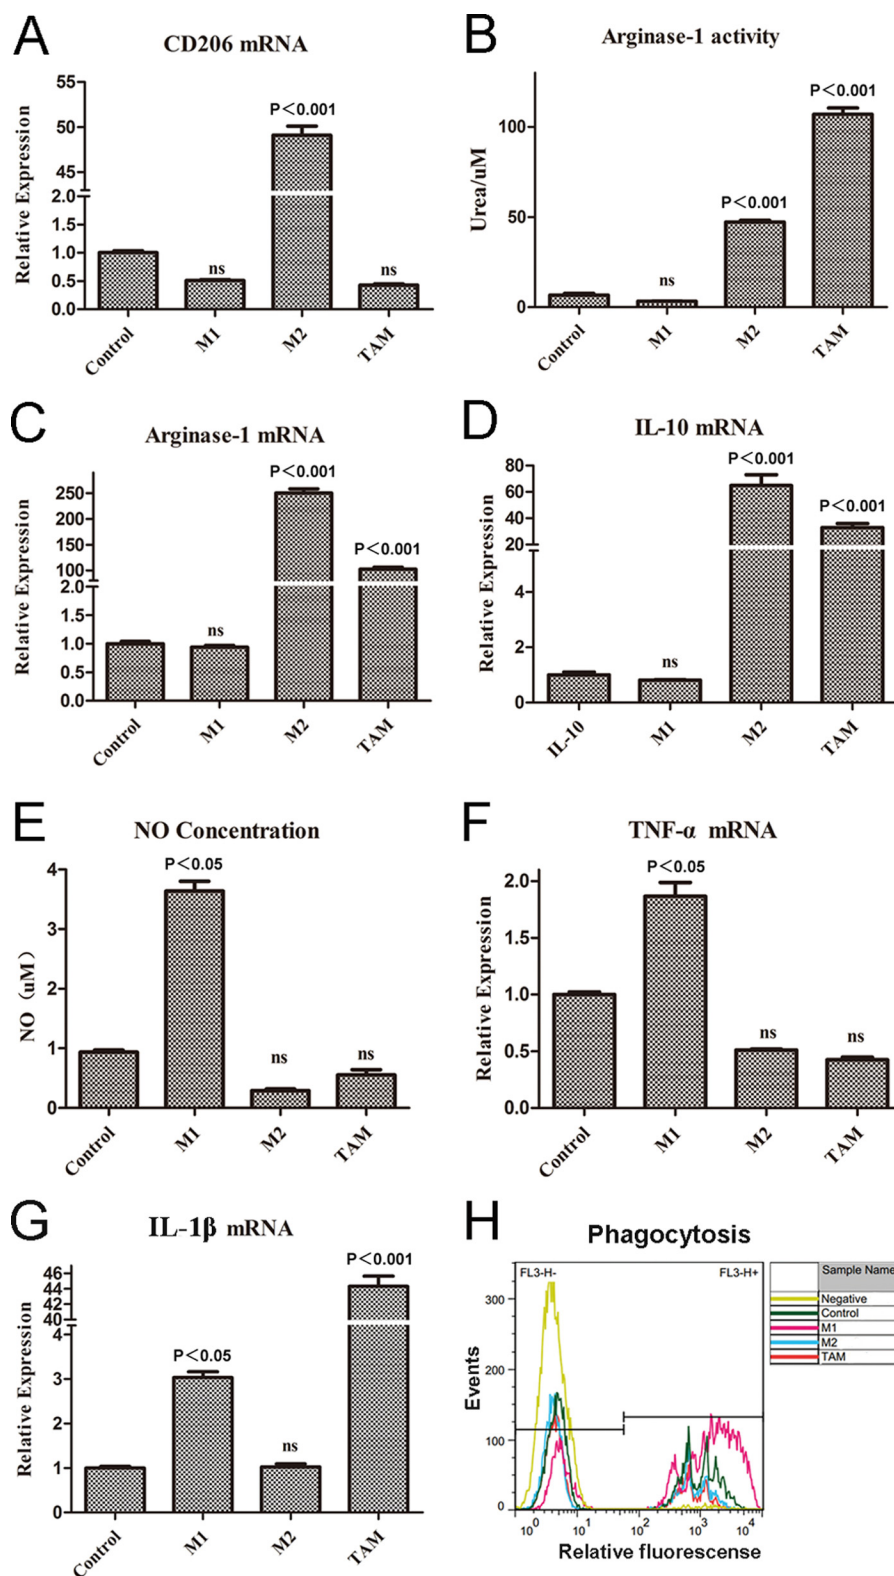 A
CD206 mRNA
Relative Expression
55
50
45
2.0
1.5
1.0
0.5
0.0
P<0.001
ns
ns
Control
M1
M2
TAM
B
Arginase-1 activity
Urea/uM
100
50
0
P<0.001
P<0.001
ns
Control
M1
M2
TAM
C
Arginase-1 mRNA
Relative Expression
250
200
150
100
2.0
1.5
1.0
0.5
0.0
P<0.001
P<0.001
ns
Control
M1
M2
TAM
D
IL-10 mRNA
Relative Expression
80
60
40
20
4
2
0
P<0.001
P<0.001
ns
IL-10
M1
M2
TAM
E
NO Concentration
NO (uM)
4
3
2
1
0
P<0.05
ns
ns
Control
M1
M2
TAM
F
TNF-α mRNA
Relative Expression
2.0
1.5
1.0
0.5
0.0
P<0.05
ns
ns
Control
M1
M2
TAM
G
IL-1β mRNA
Relative Expression
46
44
42
40
4
3
2
1
0
P<0.001
P<0.05
ns
Control
M1
M2
TAM
H
Phagocytosis
FL3-H-
FL3-H+
Events
300
200
150
100
50
0
10⁰
10¹
10²
10³
10⁴
Relative fluorescense
Sample Name
Negative
Control
M1
M2
TAM